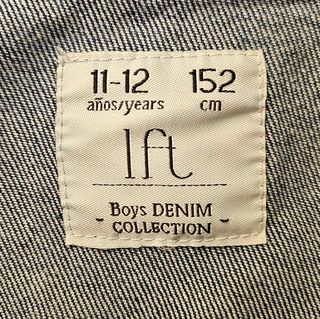 11-12 152
años/years cm
lft
- Boys DENIM -
COLLECTION